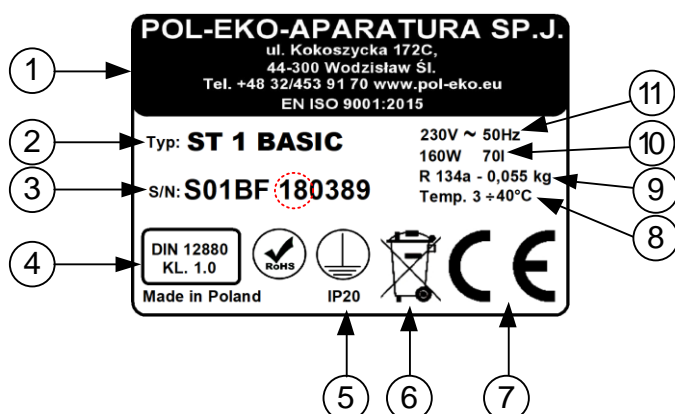 POL-EKO-APARATURA SP.J.
ul. Kokoszycka 172C,
44-300 Wodzisław Śl.
Tel. +48 32/453 91 70 www.pol-eko.eu
EN ISO 9001:2015
1
2
Typ: ST 1 BASIC
230V ~ 50Hz
11
160W 70l
10
3
S/N: S01BF 180389
R 134a - 0,055 kg
9
Temp. 3 ÷40°C
8
4
DIN 12880
KL. 1.0
RoHS
CE
Made in Poland
IP20
5
6
7